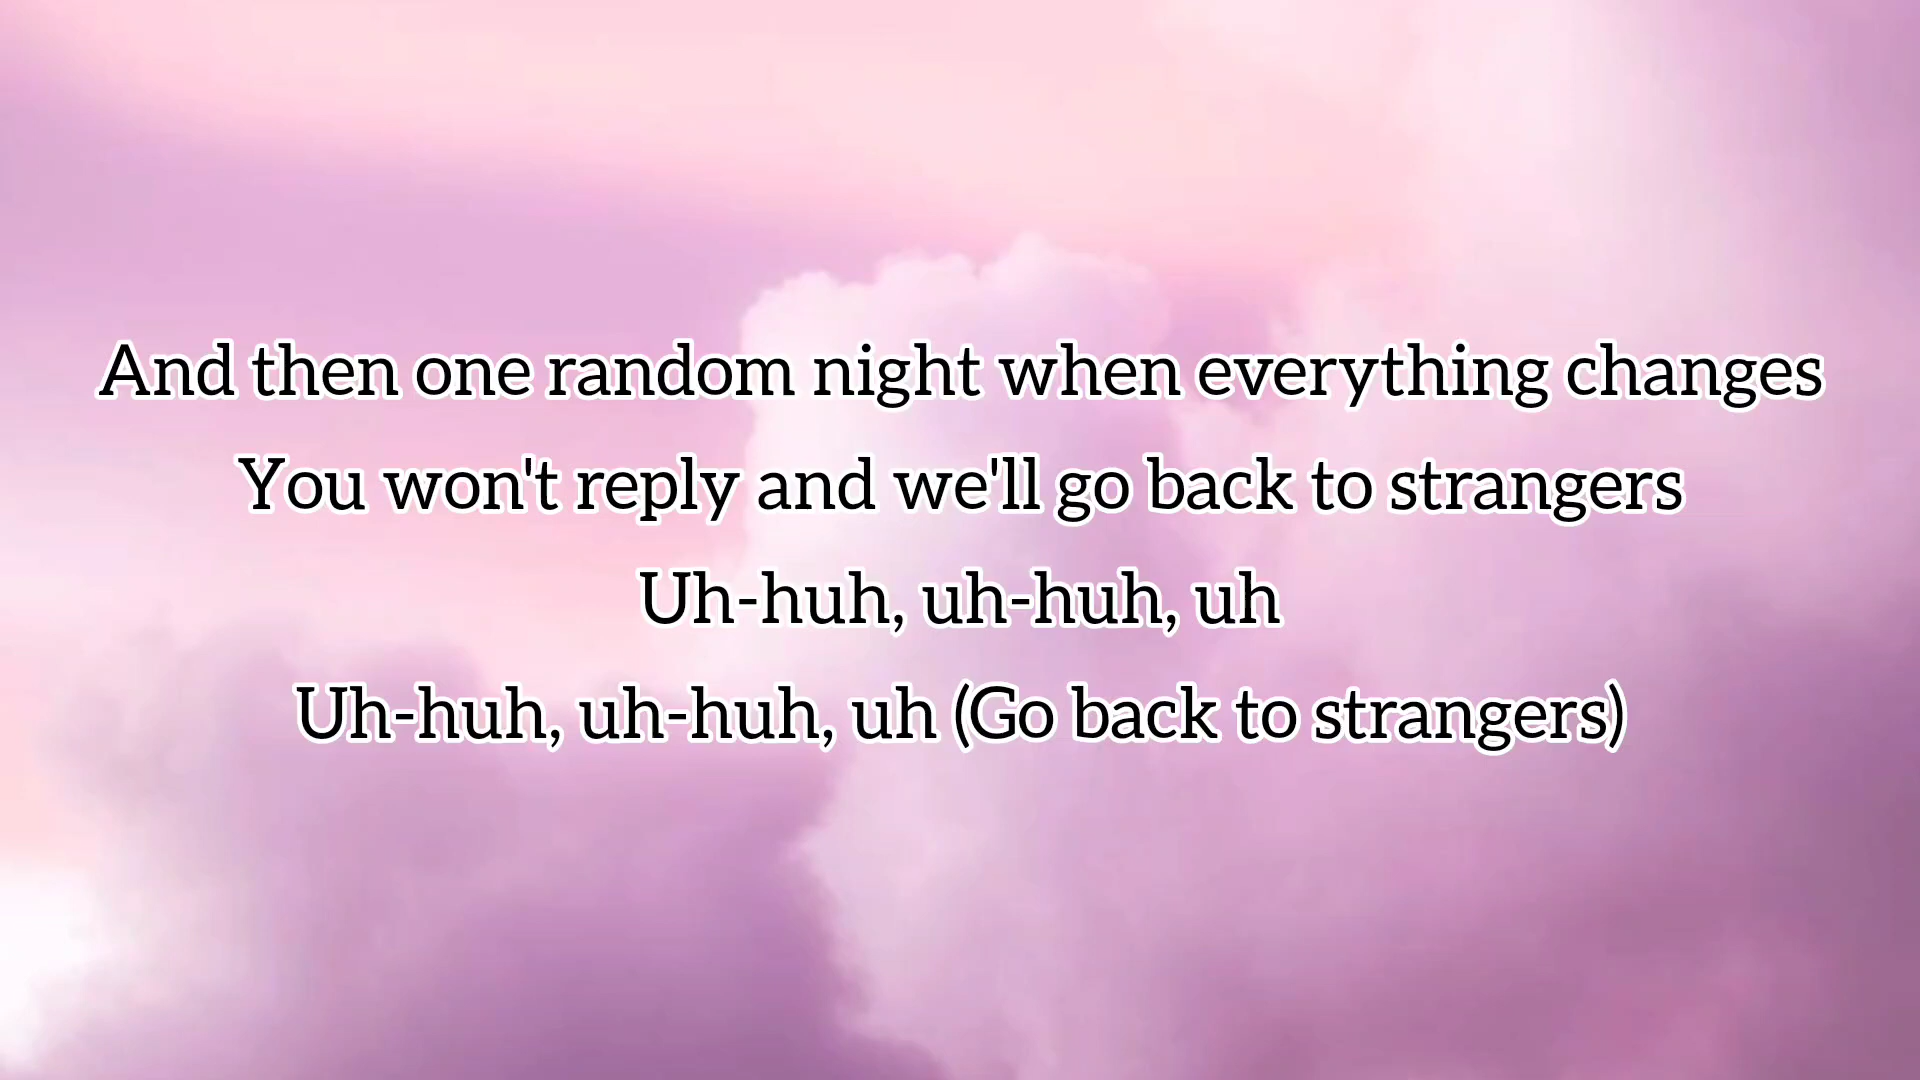 And then one random night when everything changes
You won't reply and we'll go back to strangers
Uh-huh, uh-huh, uh
Uh-huh, uh-huh, uh (Go back to strangers)